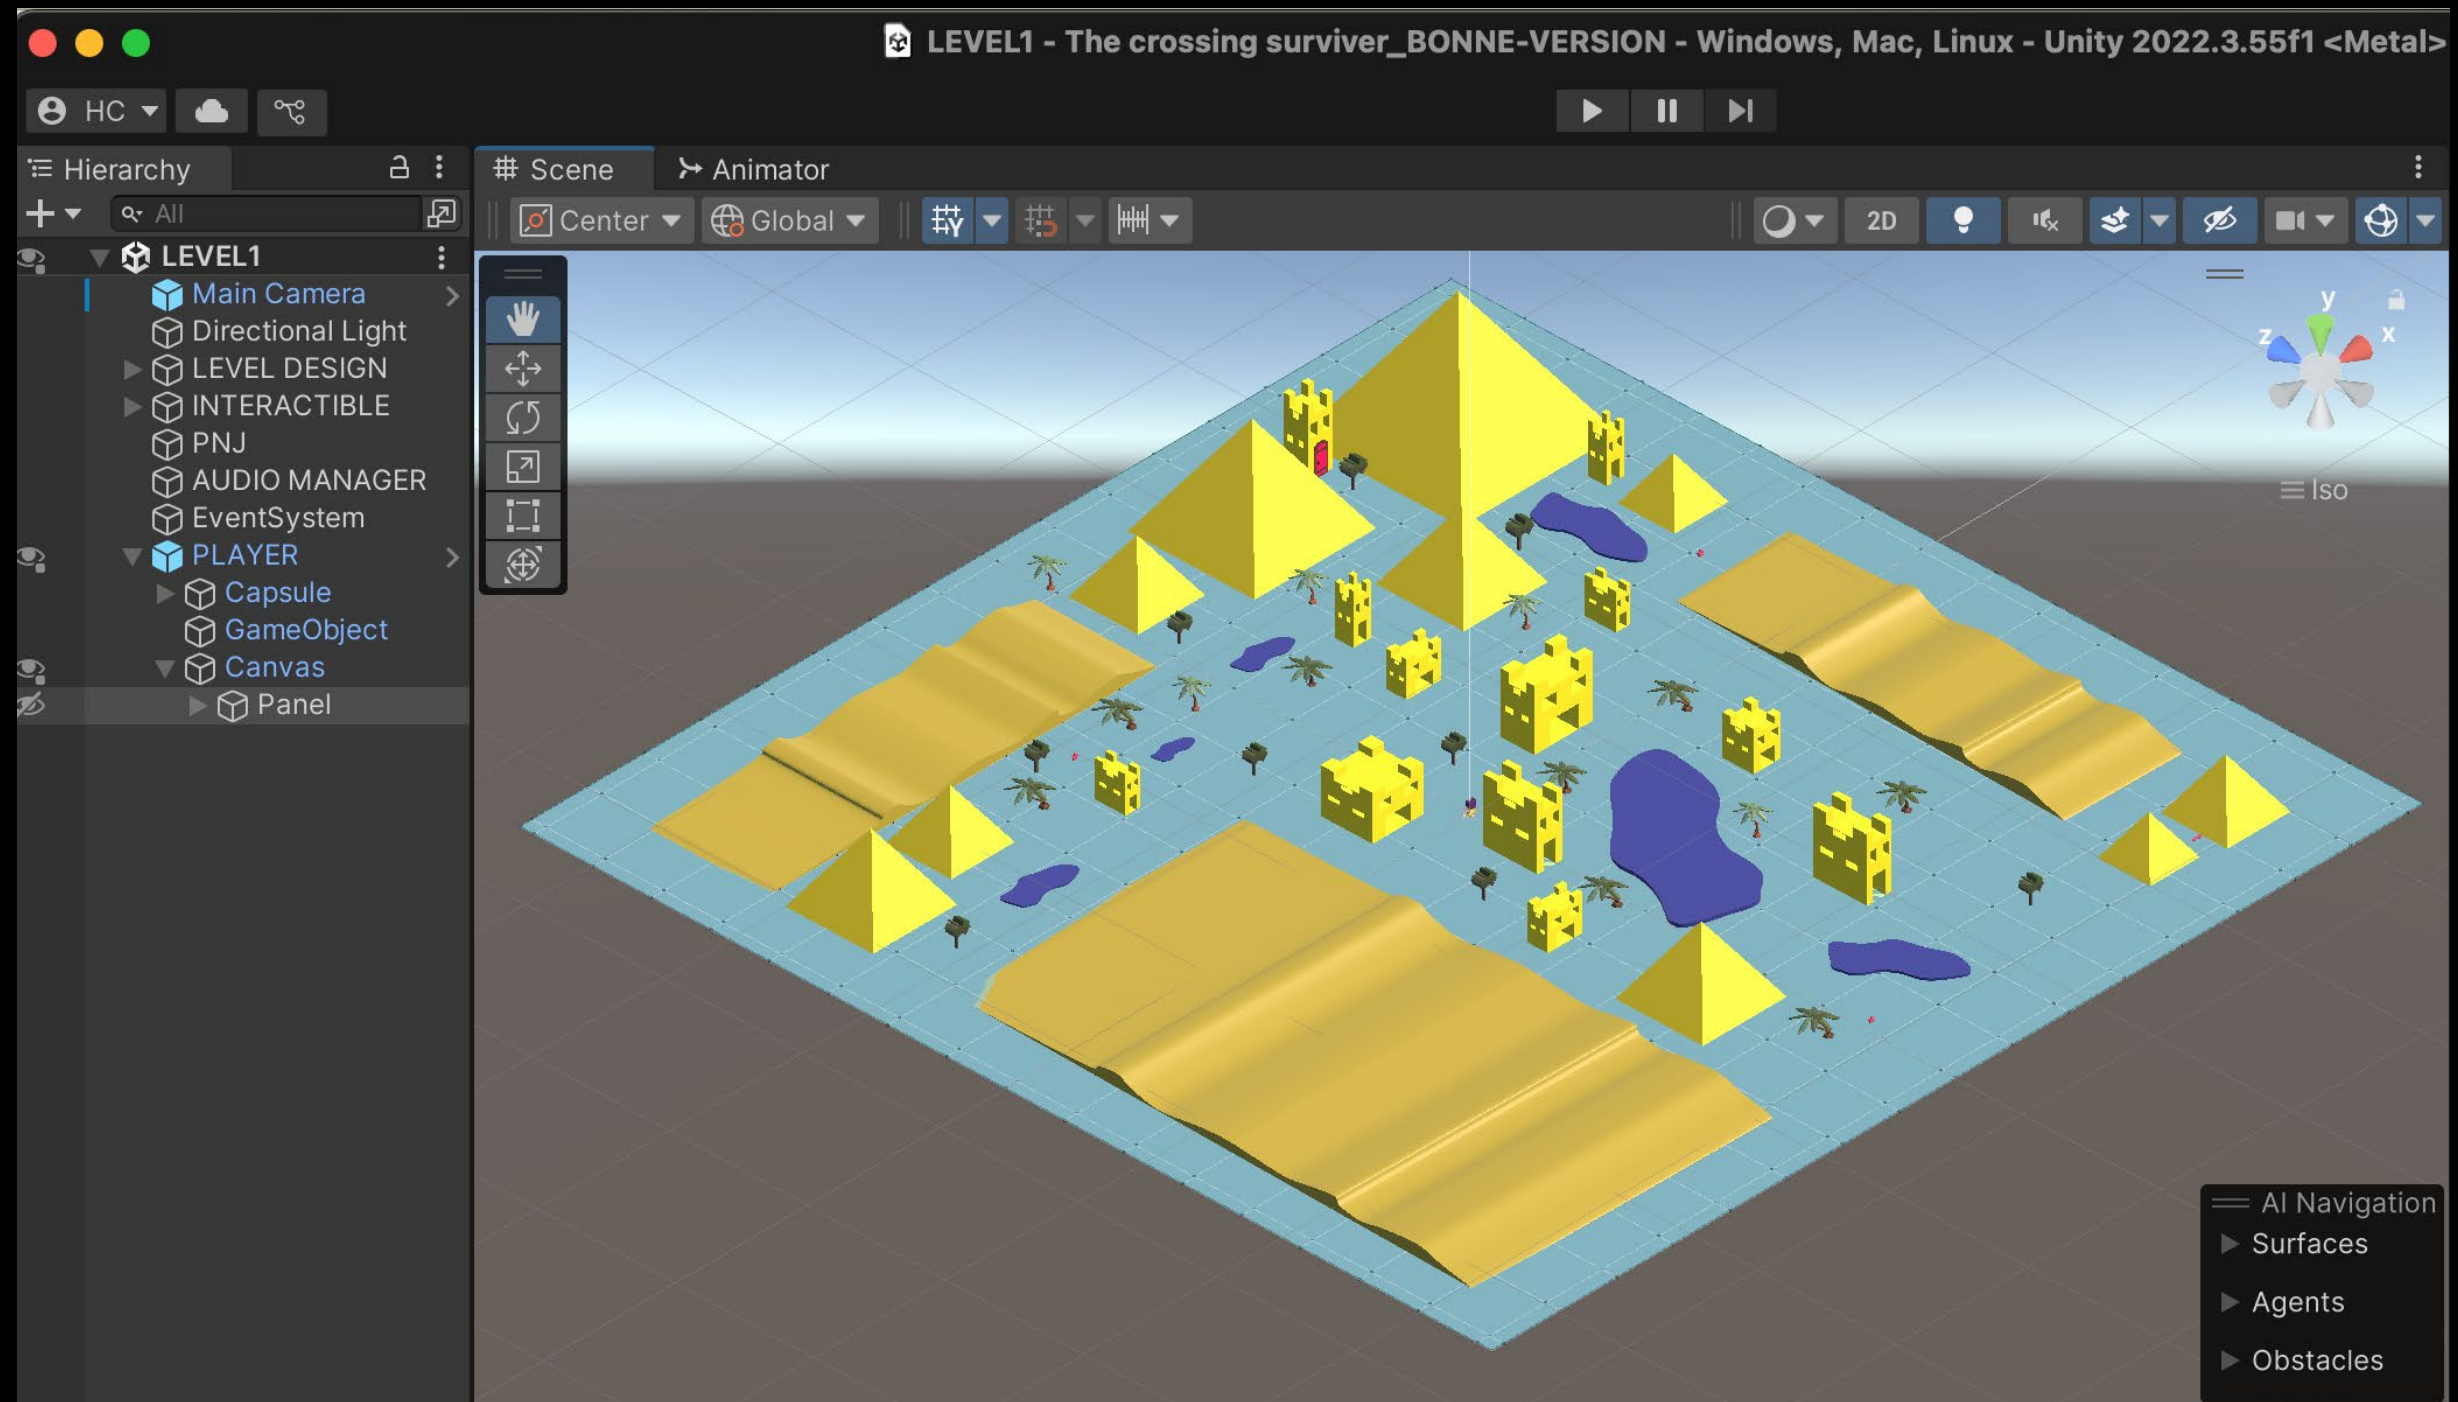 LEVEL1 - The crossing surviver_BONNE-VERSION - Windows, Mac, Linux - Unity 2022.3.55f1 <Metal>
HC
Hierarchy
Scene
Animator
All
Center
Global
2D
LEVEL1
Main Camera
Directional Light
LEVEL DESIGN
INTERACTIBLE
PNJ
AUDIO MANAGER
EventSystem
PLAYER
Capsule
GameObject
Canvas
Panel
y
z
x
Iso
AI Navigation
Surfaces
Agents
Obstacles